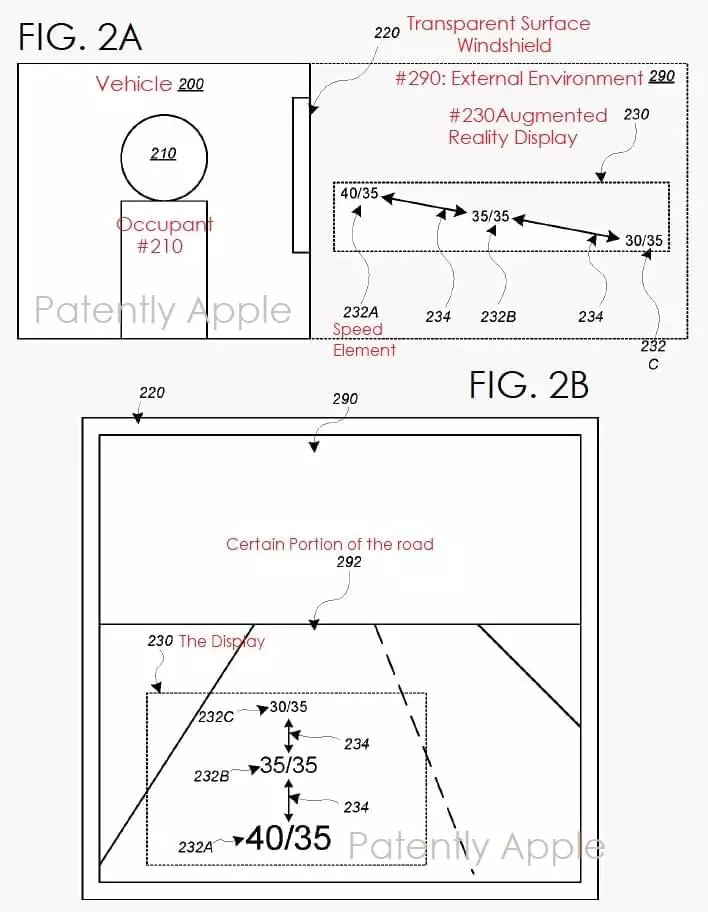 FIG. 2A
220
Transparent Surface
Windshield
Vehicle 200
#290: External Environment 290
#230Augmented
Reality Display
230
210
40/35
35/35
30/35
Occupant
#210
232A
234
232B
234
232
C
Speed
Element
Patently Apple
FIG. 2B
220
290
Certain Portion of the road
292
230 The Display
232C
30/35
234
232B
35/35
234
232A
40/35
Patently Apple